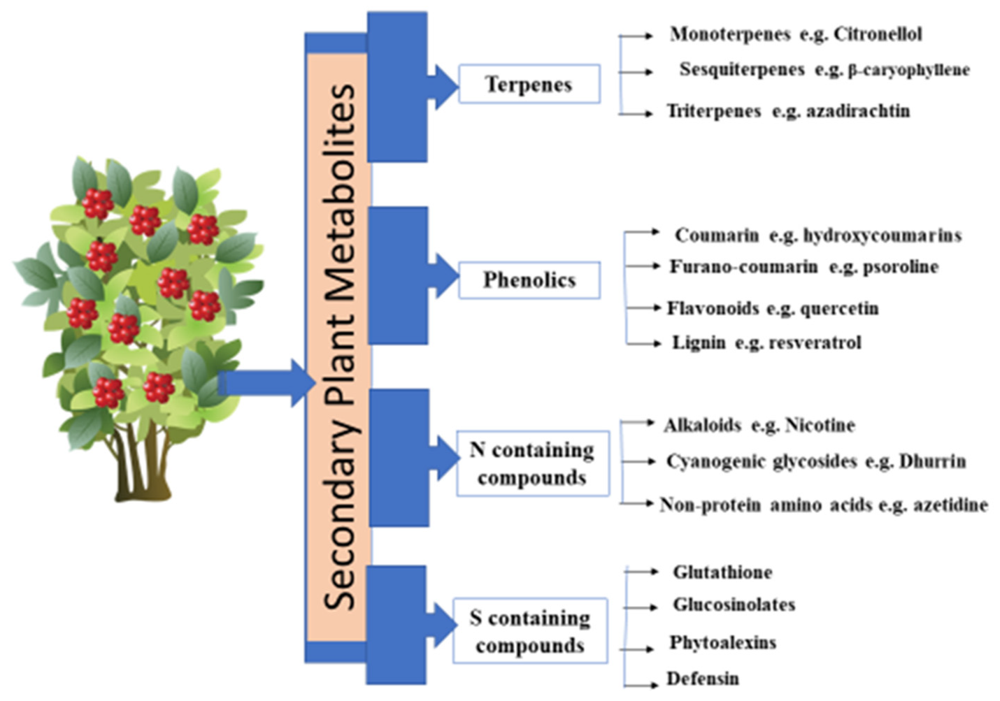 Secondary Plant Metabolites
Terpenes
Monoterpenes e.g. Citronellol
Sesquiterpenes e.g. β-caryophyllene
Triterpenes e.g. azadirachtin
Phenolics
Coumarin e.g. hydroxycoumarins
Furano-coumarin e.g. psoroline
Flavonoids e.g. quercetin
Lignin e.g. resveratrol
N containing
compounds
Alkaloids e.g. Nicotine
Cyanogenic glycosides e.g. Dhurrin
Non-protein amino acids e.g. azetidine
S containing
compounds
Glutathione
Glucosinolates
Phytoalexins
Defensin